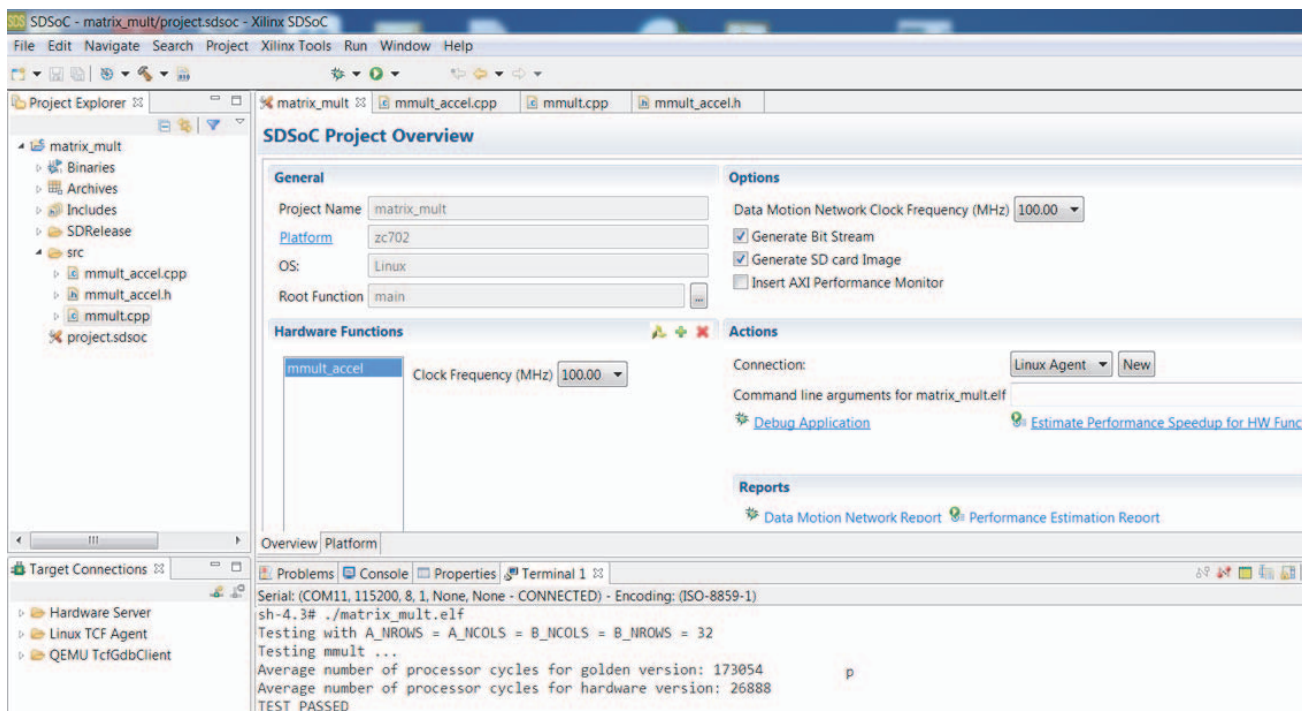 SDSoC - matrix_mult/project.sdsoc - Xilinx SDSoC
File Edit Navigate Search Project Xilinx Tools Run Window Help
Project Explorer
matrix_mult
Binaries
Archives
Includes
SDRelease
src
mmult_accel.cpp
mmult_accel.h
mmult.cpp
project.sdsoc
matrix_mult mmult_accel.cpp mmult.cpp mmult_accel.h
SDSoC Project Overview
General
Project Name matrix_mult
Platform zc702
OS: Linux
Root Function main ...
Options
Data Motion Network Clock Frequency (MHz) 100.00
Generate Bit Stream
Generate SD card Image
Insert AXI Performance Monitor
Hardware Functions
mmult_accel
Clock Frequency (MHz) 100.00
Actions
Connection: Linux Agent New
Command line arguments for matrix_mult.elf
Debug Application Estimate Performance Speedup for HW Func
Reports
Data Motion Network Report Performance Estimation Report
Overview Platform
Target Connections
Hardware Server
Linux TCF Agent
QEMU TcfGdbClient
Problems Console Properties Terminal 1
Serial: (COM11, 115200, 8, 1, None, None - CONNECTED) - Encoding: (ISO-8859-1)
sh-4.3# ./matrix_mult.elf
Testing with A_NROWS = A_NCOLS = B_NCOLS = B_NROWS = 32
Testing mmult ...
Average number of processor cycles for golden version: 173054 p
Average number of processor cycles for hardware version: 26888
TEST PASSED